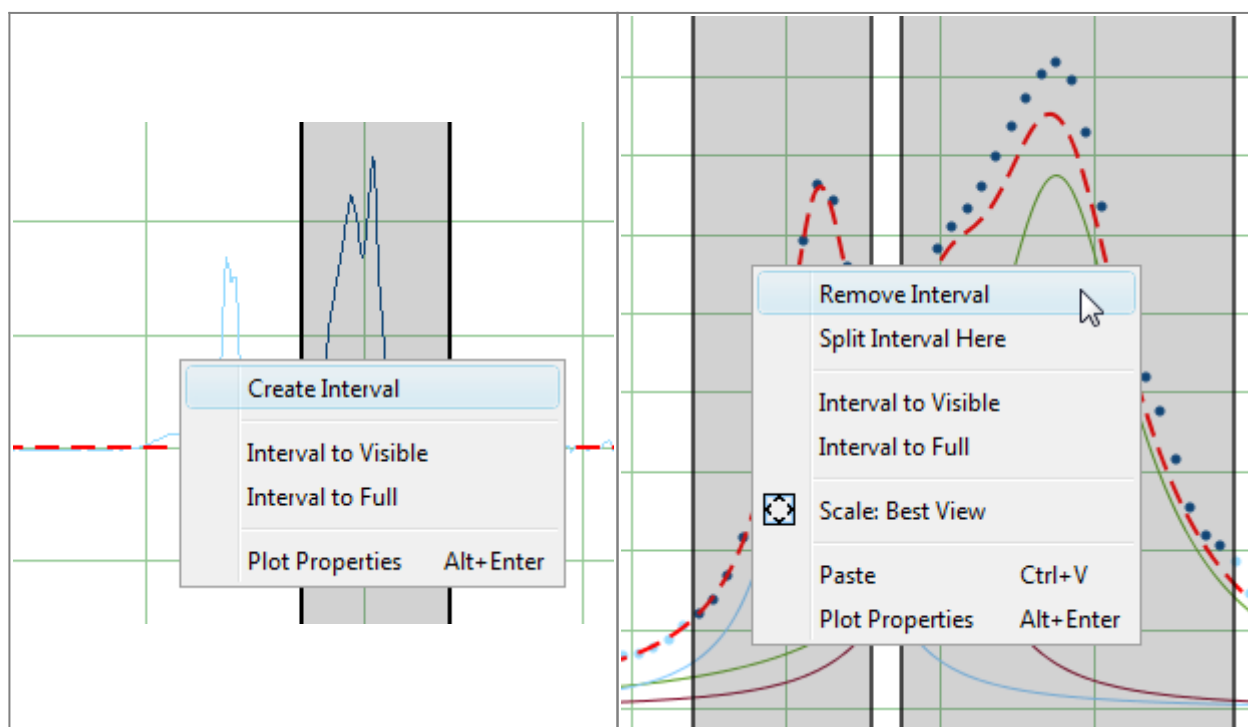 Create Interval
Interval to Visible
Interval to Full
Plot Properties Alt+Enter
Remove Interval
Split Interval Here
Interval to Visible
Interval to Full
Scale: Best View
Paste Ctrl+V
Plot Properties Alt+Enter